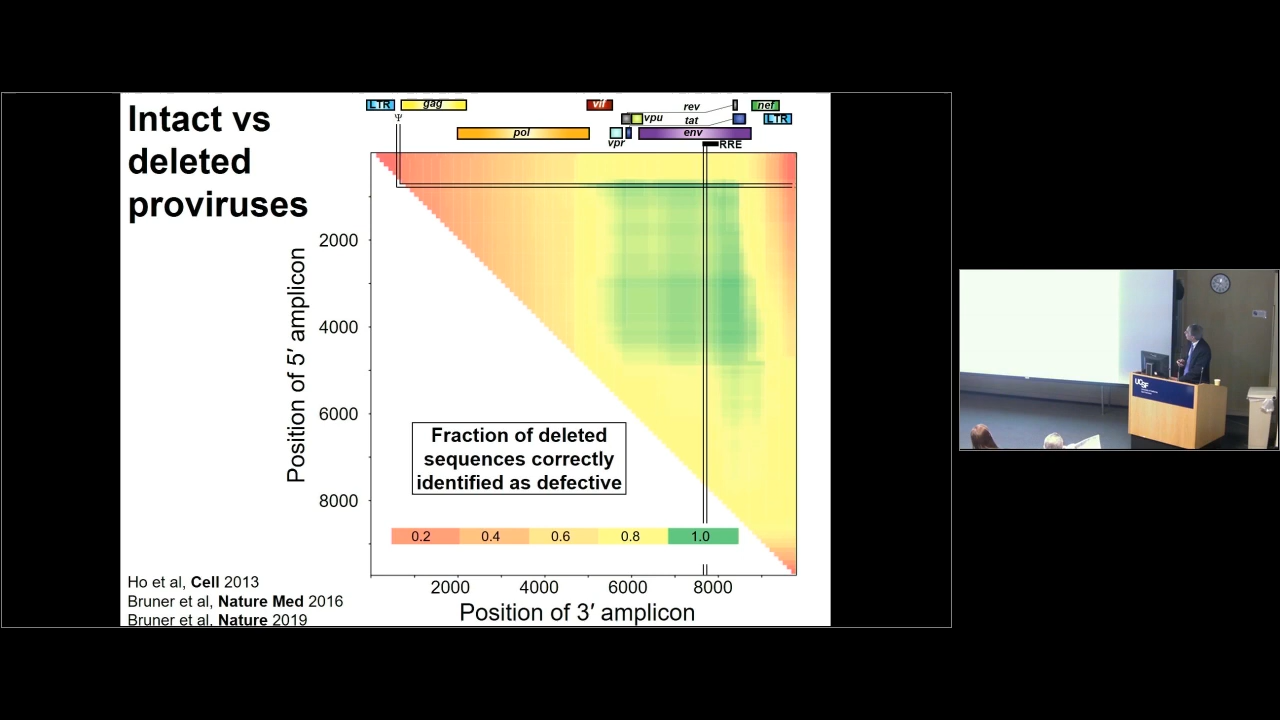 Intact vs
deleted
proviruses
LTR
gag
vif
rev
nef
Ψ
vpu
tat
LTR
pol
env
vpr
RRE
Position of 5′ amplicon
2000
4000
6000
8000
Fraction of deleted
sequences correctly
identified as defective
0.2 0.4 0.6 0.8 1.0
2000 4000 6000 8000
Position of 3′ amplicon
Ho et al, Cell 2013
Bruner et al, Nature Med 2016
Bruner et al, Nature 2019
UCSF